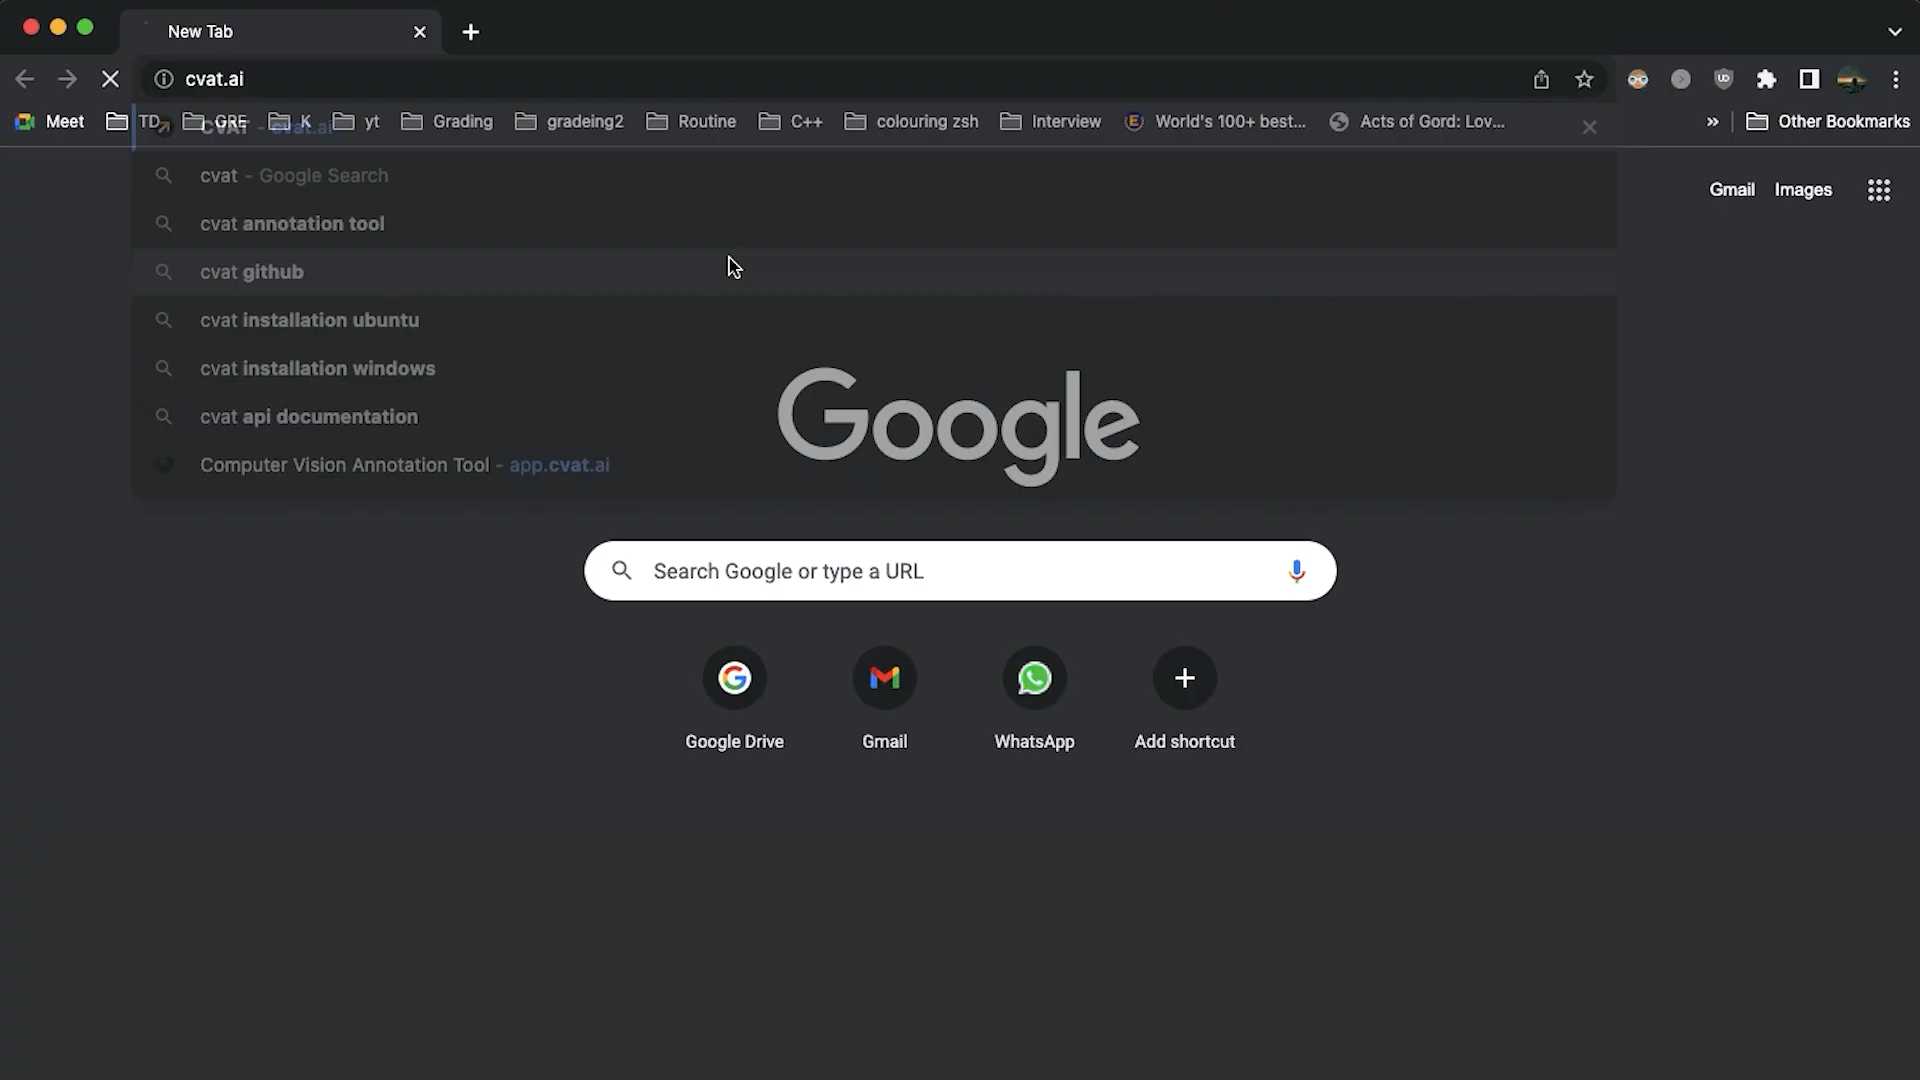 New Tab
cvat.ai
Meet TD GRE K yt Grading gradeing2 Routine C++ colouring zsh Interview World's 100+ best... Acts of Gord: Lov... » Other Bookmarks
CVAT - cvat.ai
cvat - Google Search
Gmail Images
cvat annotation tool
cvat github
cvat installation ubuntu
cvat installation windows
cvat api documentation
Computer Vision Annotation Tool - app.cvat.ai
Google
Search Google or type a URL
Google Drive Gmail WhatsApp Add shortcut